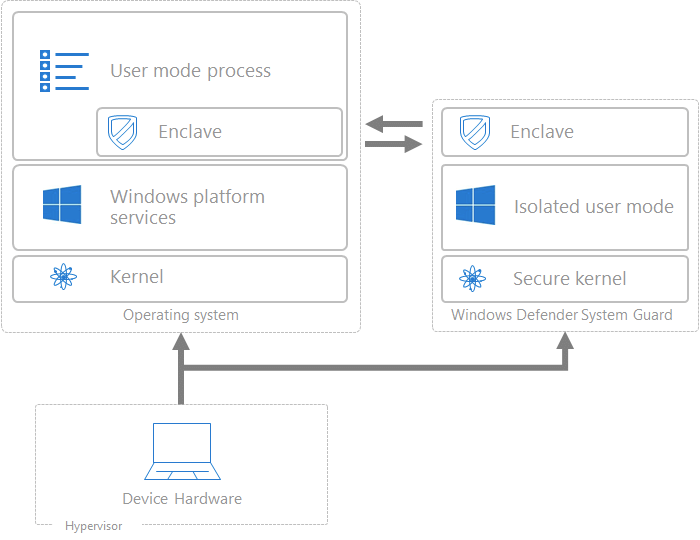 User mode process
Enclave
Windows platform
services
Kernel
Operating system
Enclave
Isolated user mode
Secure kernel
Windows Defender System Guard
Device Hardware
Hypervisor